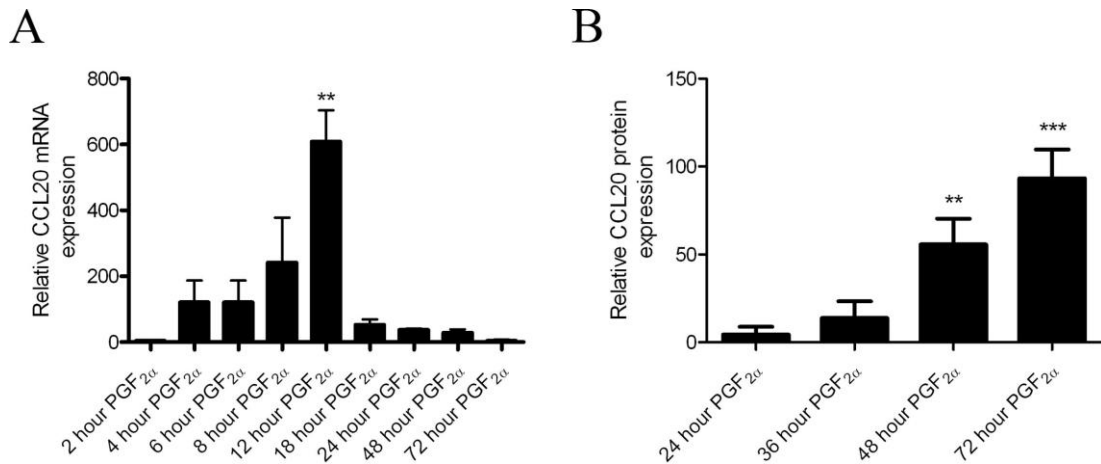 A
Relative CCL20 mRNA
expression
800
600
400
200
0
**
2 hour PGF2α
4 hour PGF2α
6 hour PGF2α
8 hour PGF2α
12 hour PGF2α
18 hour PGF2α
24 hour PGF2α
48 hour PGF2α
72 hour PGF2α
B
Relative CCL20 protein
expression
150
100
50
0
**
***
24 hour PGF2α
36 hour PGF2α
48 hour PGF2α
72 hour PGF2α